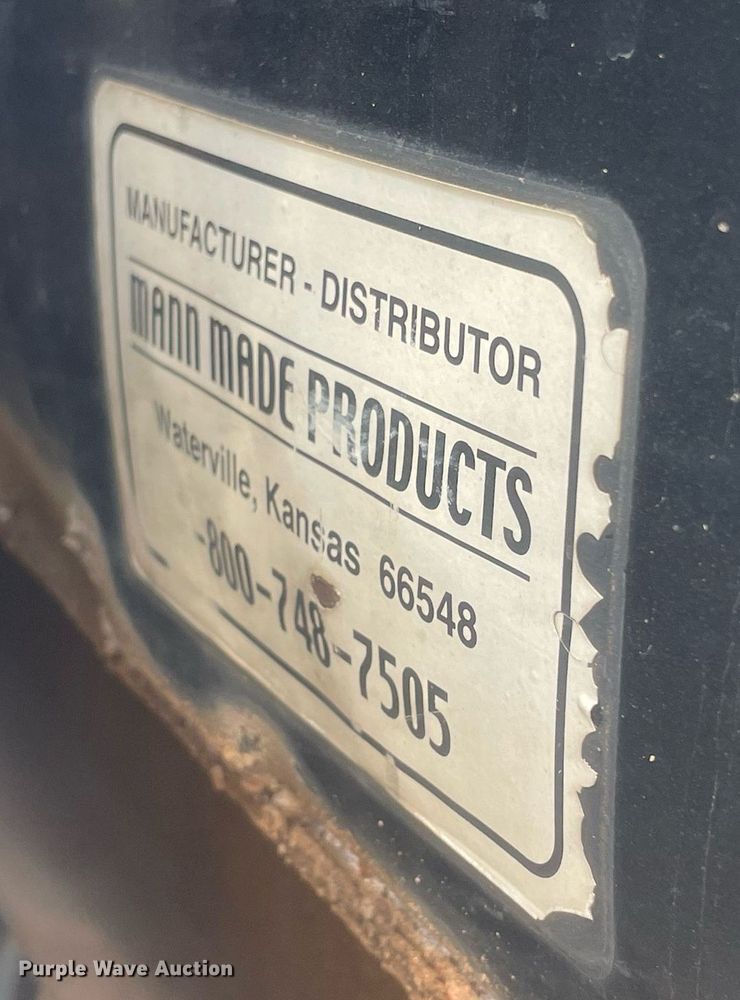 MANUFACTURER - DISTRIBUTOR
MANN MADE PRODUCTS
Waterville, Kansas 66548
-800-748-7505
Purple Wave Auction